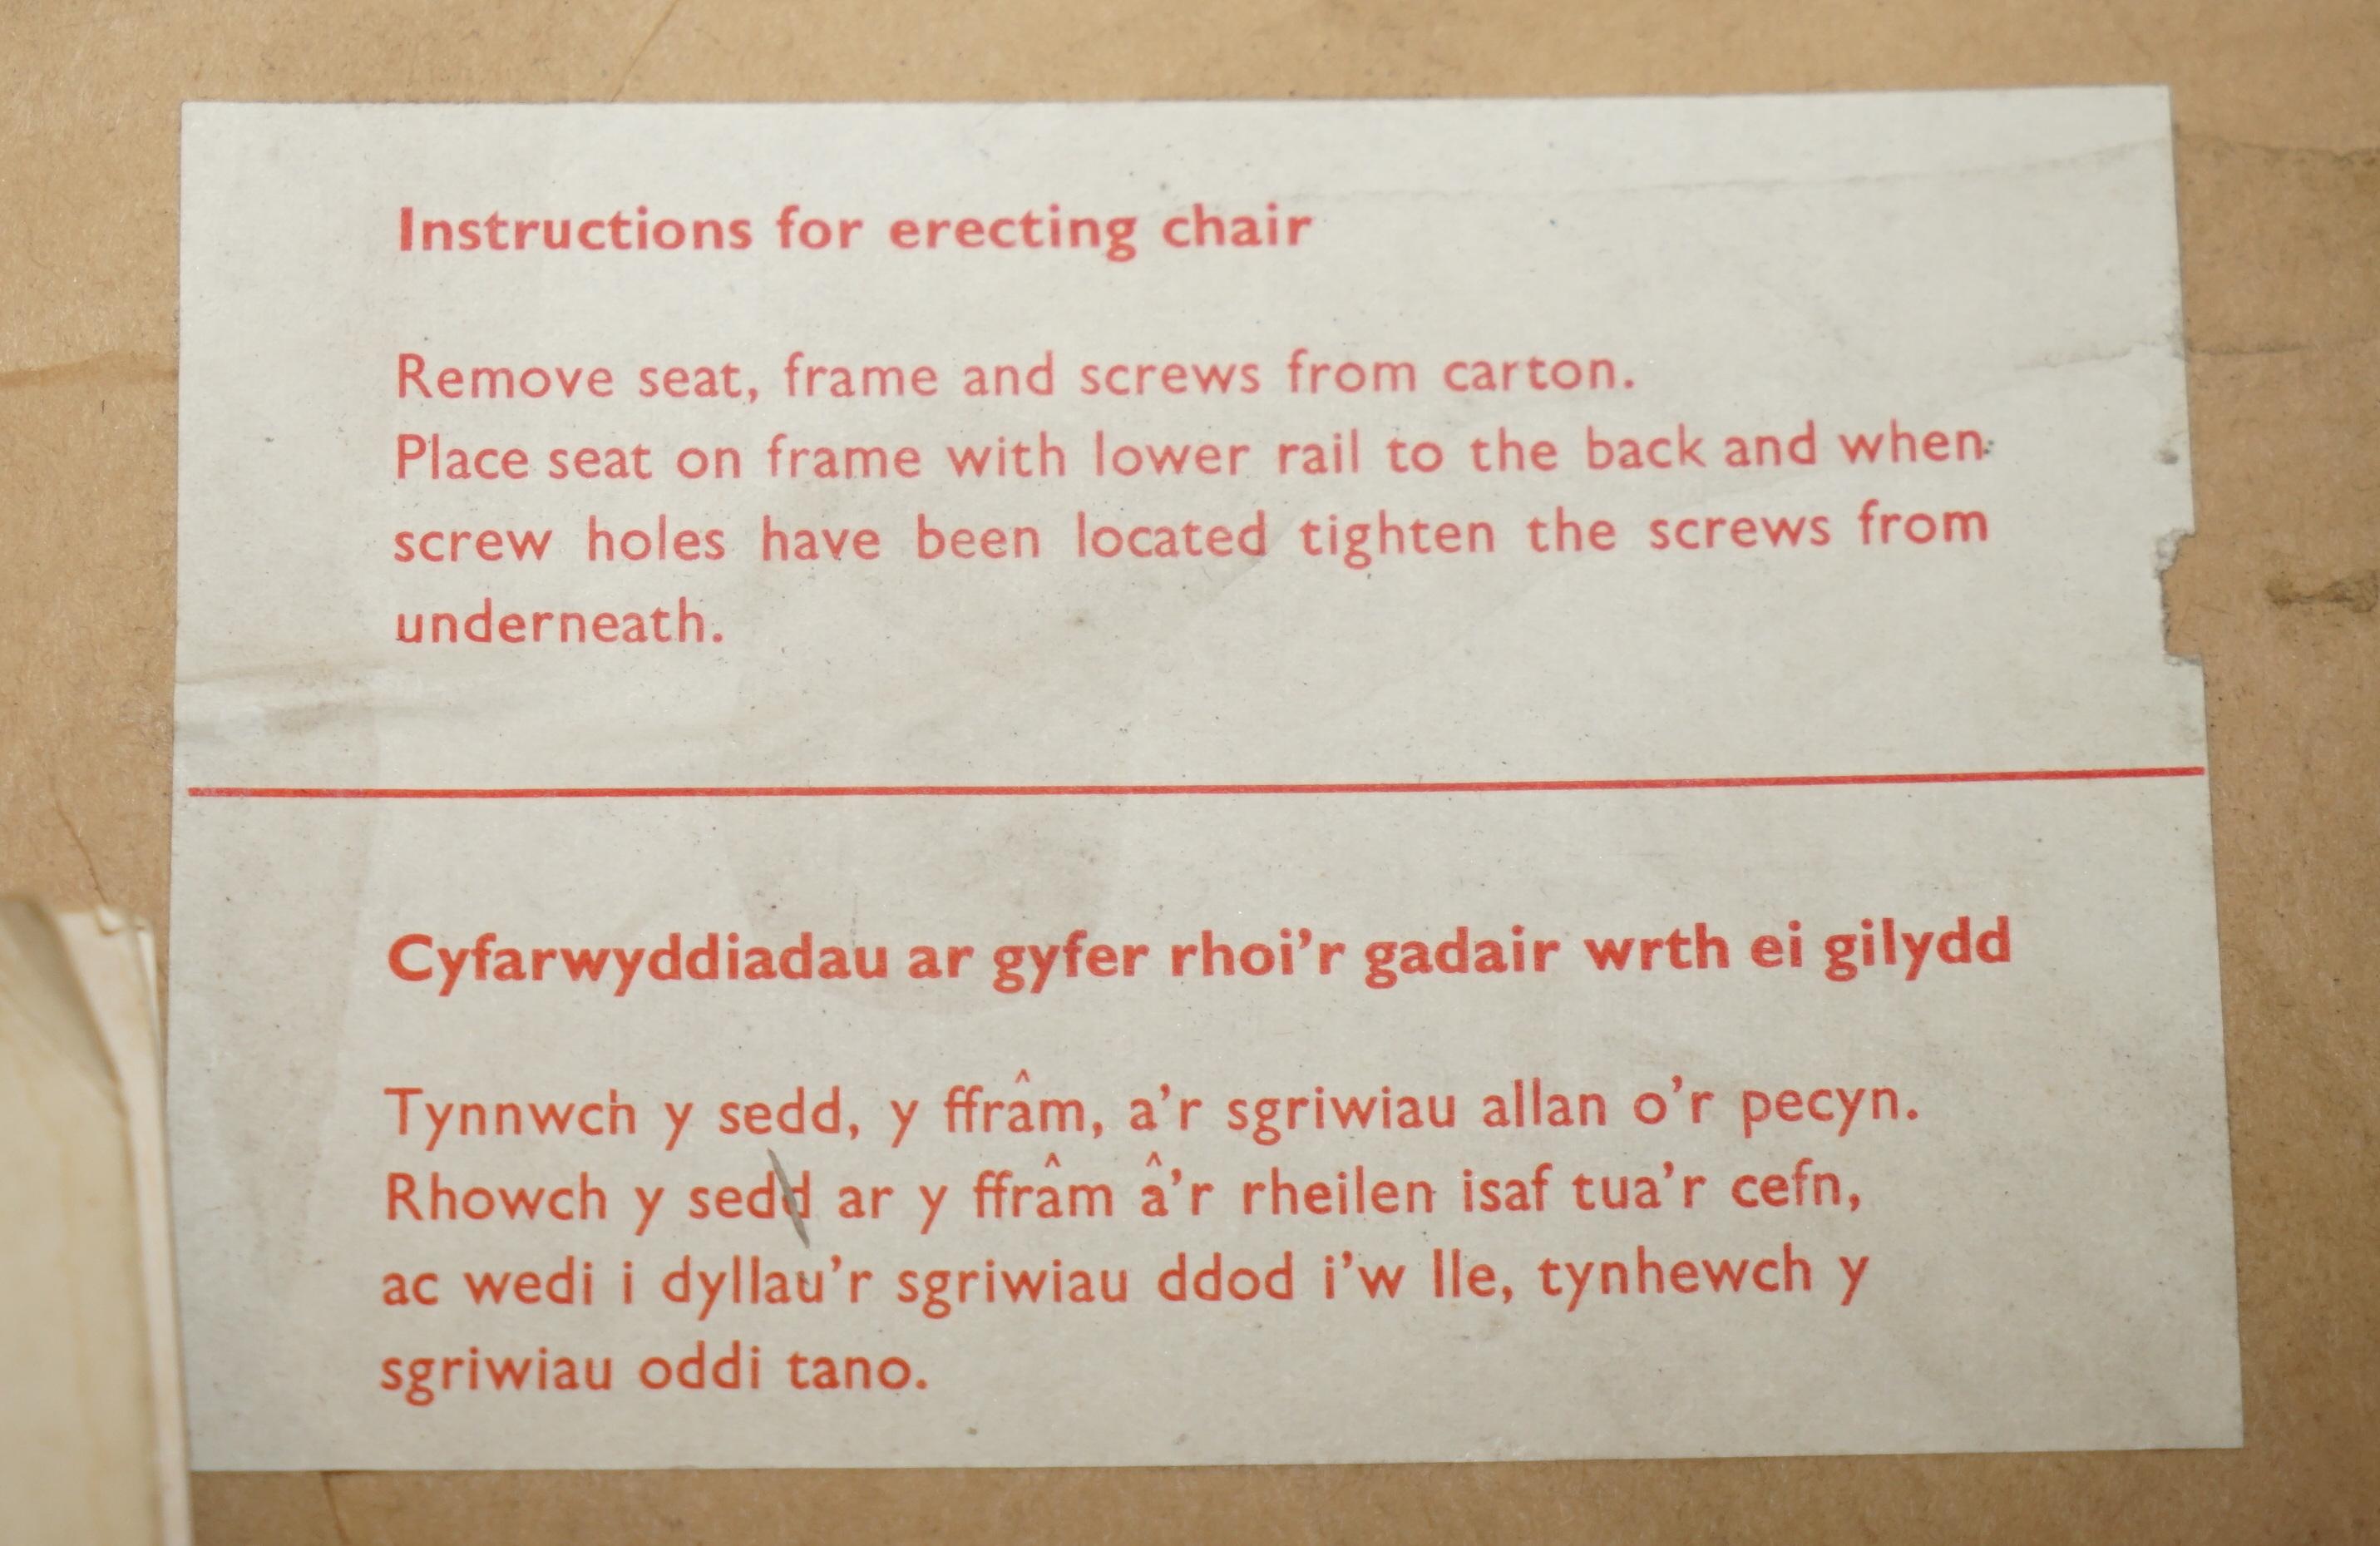 Instructions for erecting chair
Remove seat, frame and screws from carton.
Place seat on frame with lower rail to the back and when
screw holes have been located tighten the screws from
underneath.
Cyfarwyddiadau ar gyfer rhoi'r gadair wrth ei gilydd
Tynnwch y sedd, y ffrâm, a'r sgriwiau allan o'r pecyn.
Rhowch y sedd ar y ffrâm â'r rheilen isaf tua'r cefn,
ac wedi i dyllau'r sgriwiau ddod i'w lle, tynhewch y
sgriwiau oddi tano.